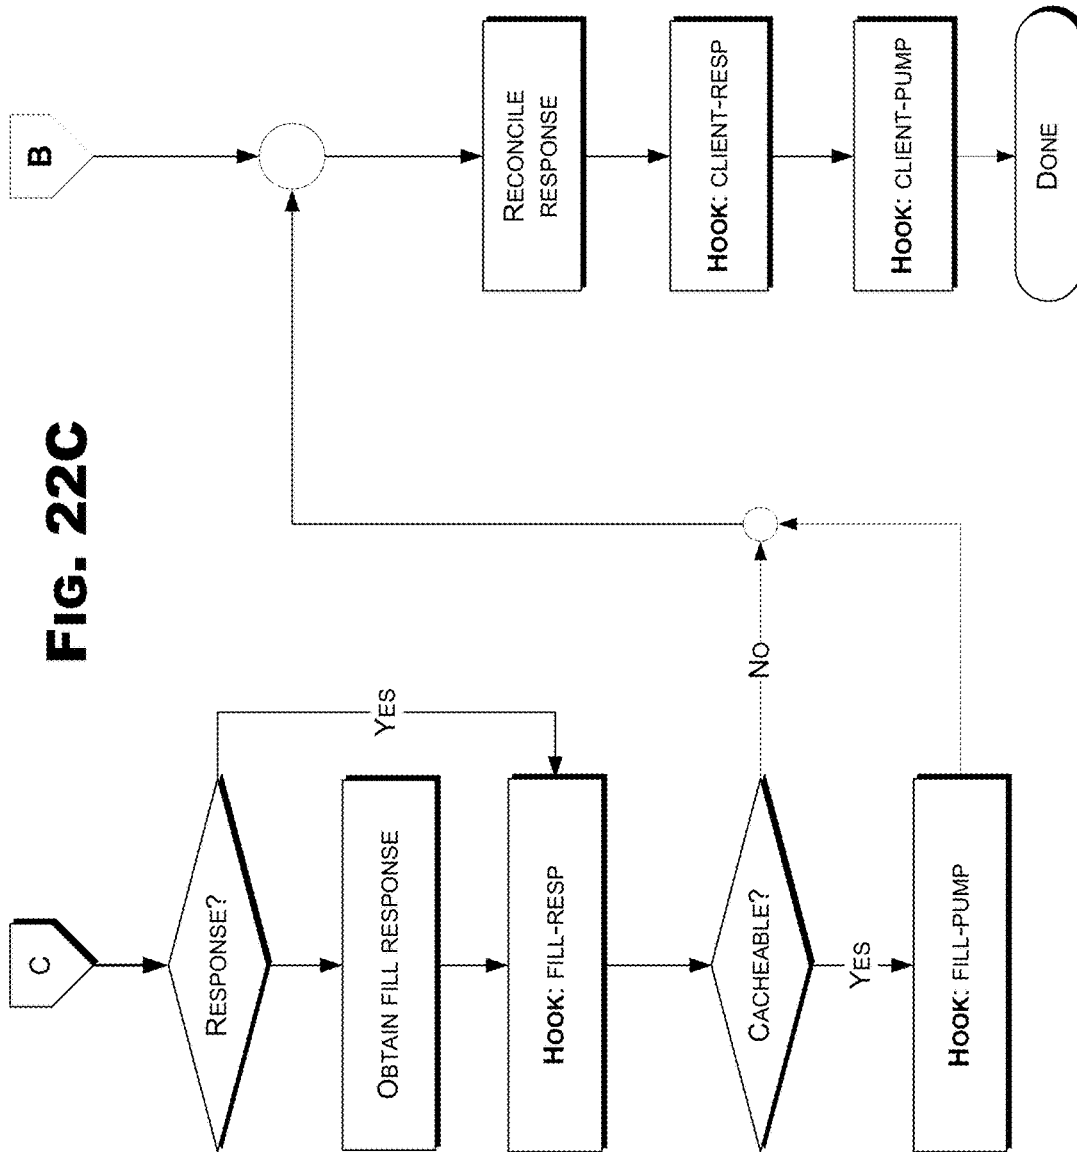 FIG. 22C
C
RESPONSE?
YES
OBTAIN FILL RESPONSE
HOOK: FILL-RESP
CACHEABLE?
NO
YES
HOOK: FILL-PUMP
B
RECONCILE
RESPONSE
HOOK: CLIENT-RESP
HOOK: CLIENT-PUMP
DONE